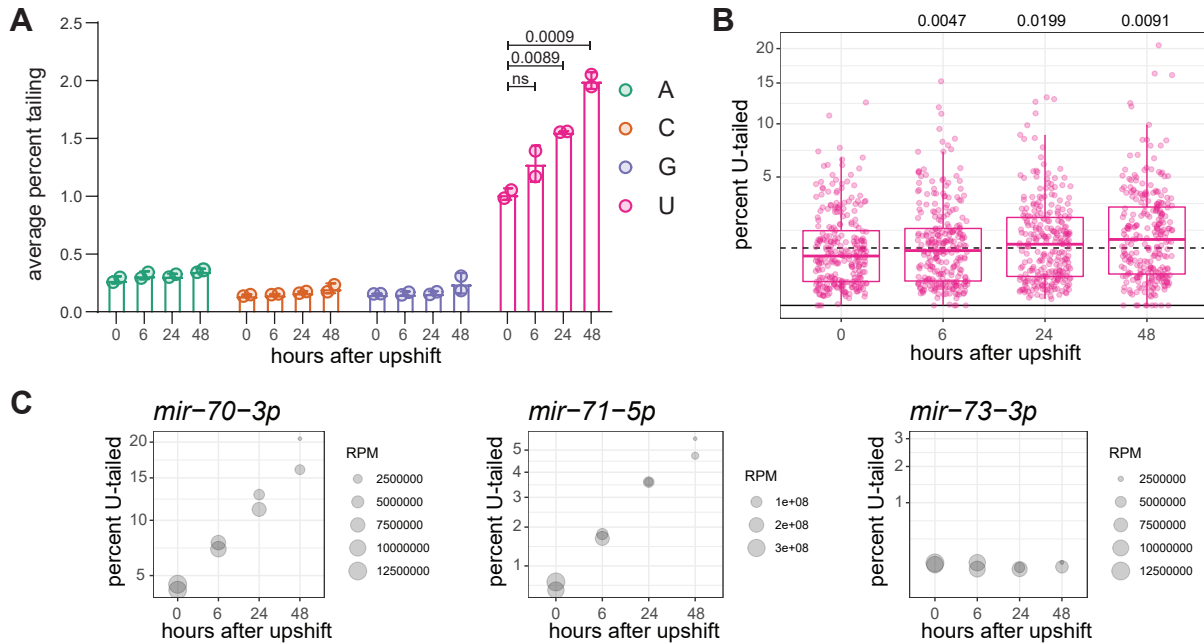 A
average percent tailing
2.5
2.0
1.5
1.0
0.5
0.0
0.0009
0.0089
ns
A
C
G
U
0 6 24 48 0 6 24 48 0 6 24 48 0 6 24 48
hours after upshift
B
0.0047 0.0199 0.0091
percent U-tailed
20
15
10
5
0 6 24 48
hours after upshift
C
mir-70-3p
percent U-tailed
20
15
10
5
0 6 24 48
hours after upshift
RPM
2500000
5000000
7500000
10000000
12500000
mir-71-5p
percent U-tailed
5
4
3
2
1
0 6 24 48
hours after upshift
RPM
1e+08
2e+08
3e+08
mir-73-3p
percent U-tailed
3
2
1
0 6 24 48
hours after upshift
RPM
2500000
5000000
7500000
10000000
12500000